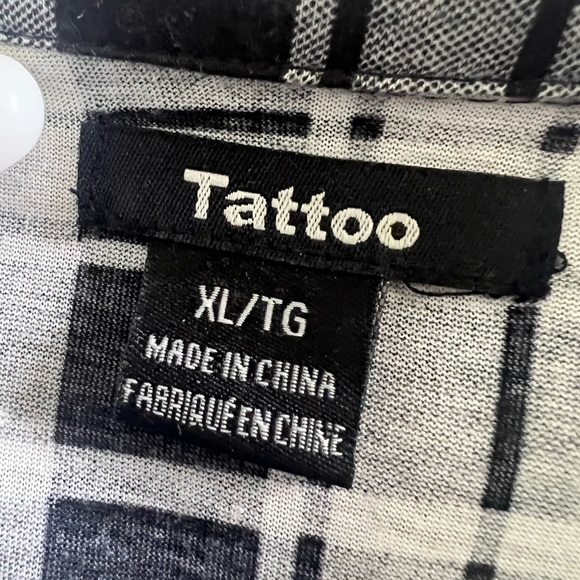 Tattoo
XL/TG
MADE IN CHINA
FABRIQUÉ EN CHINE